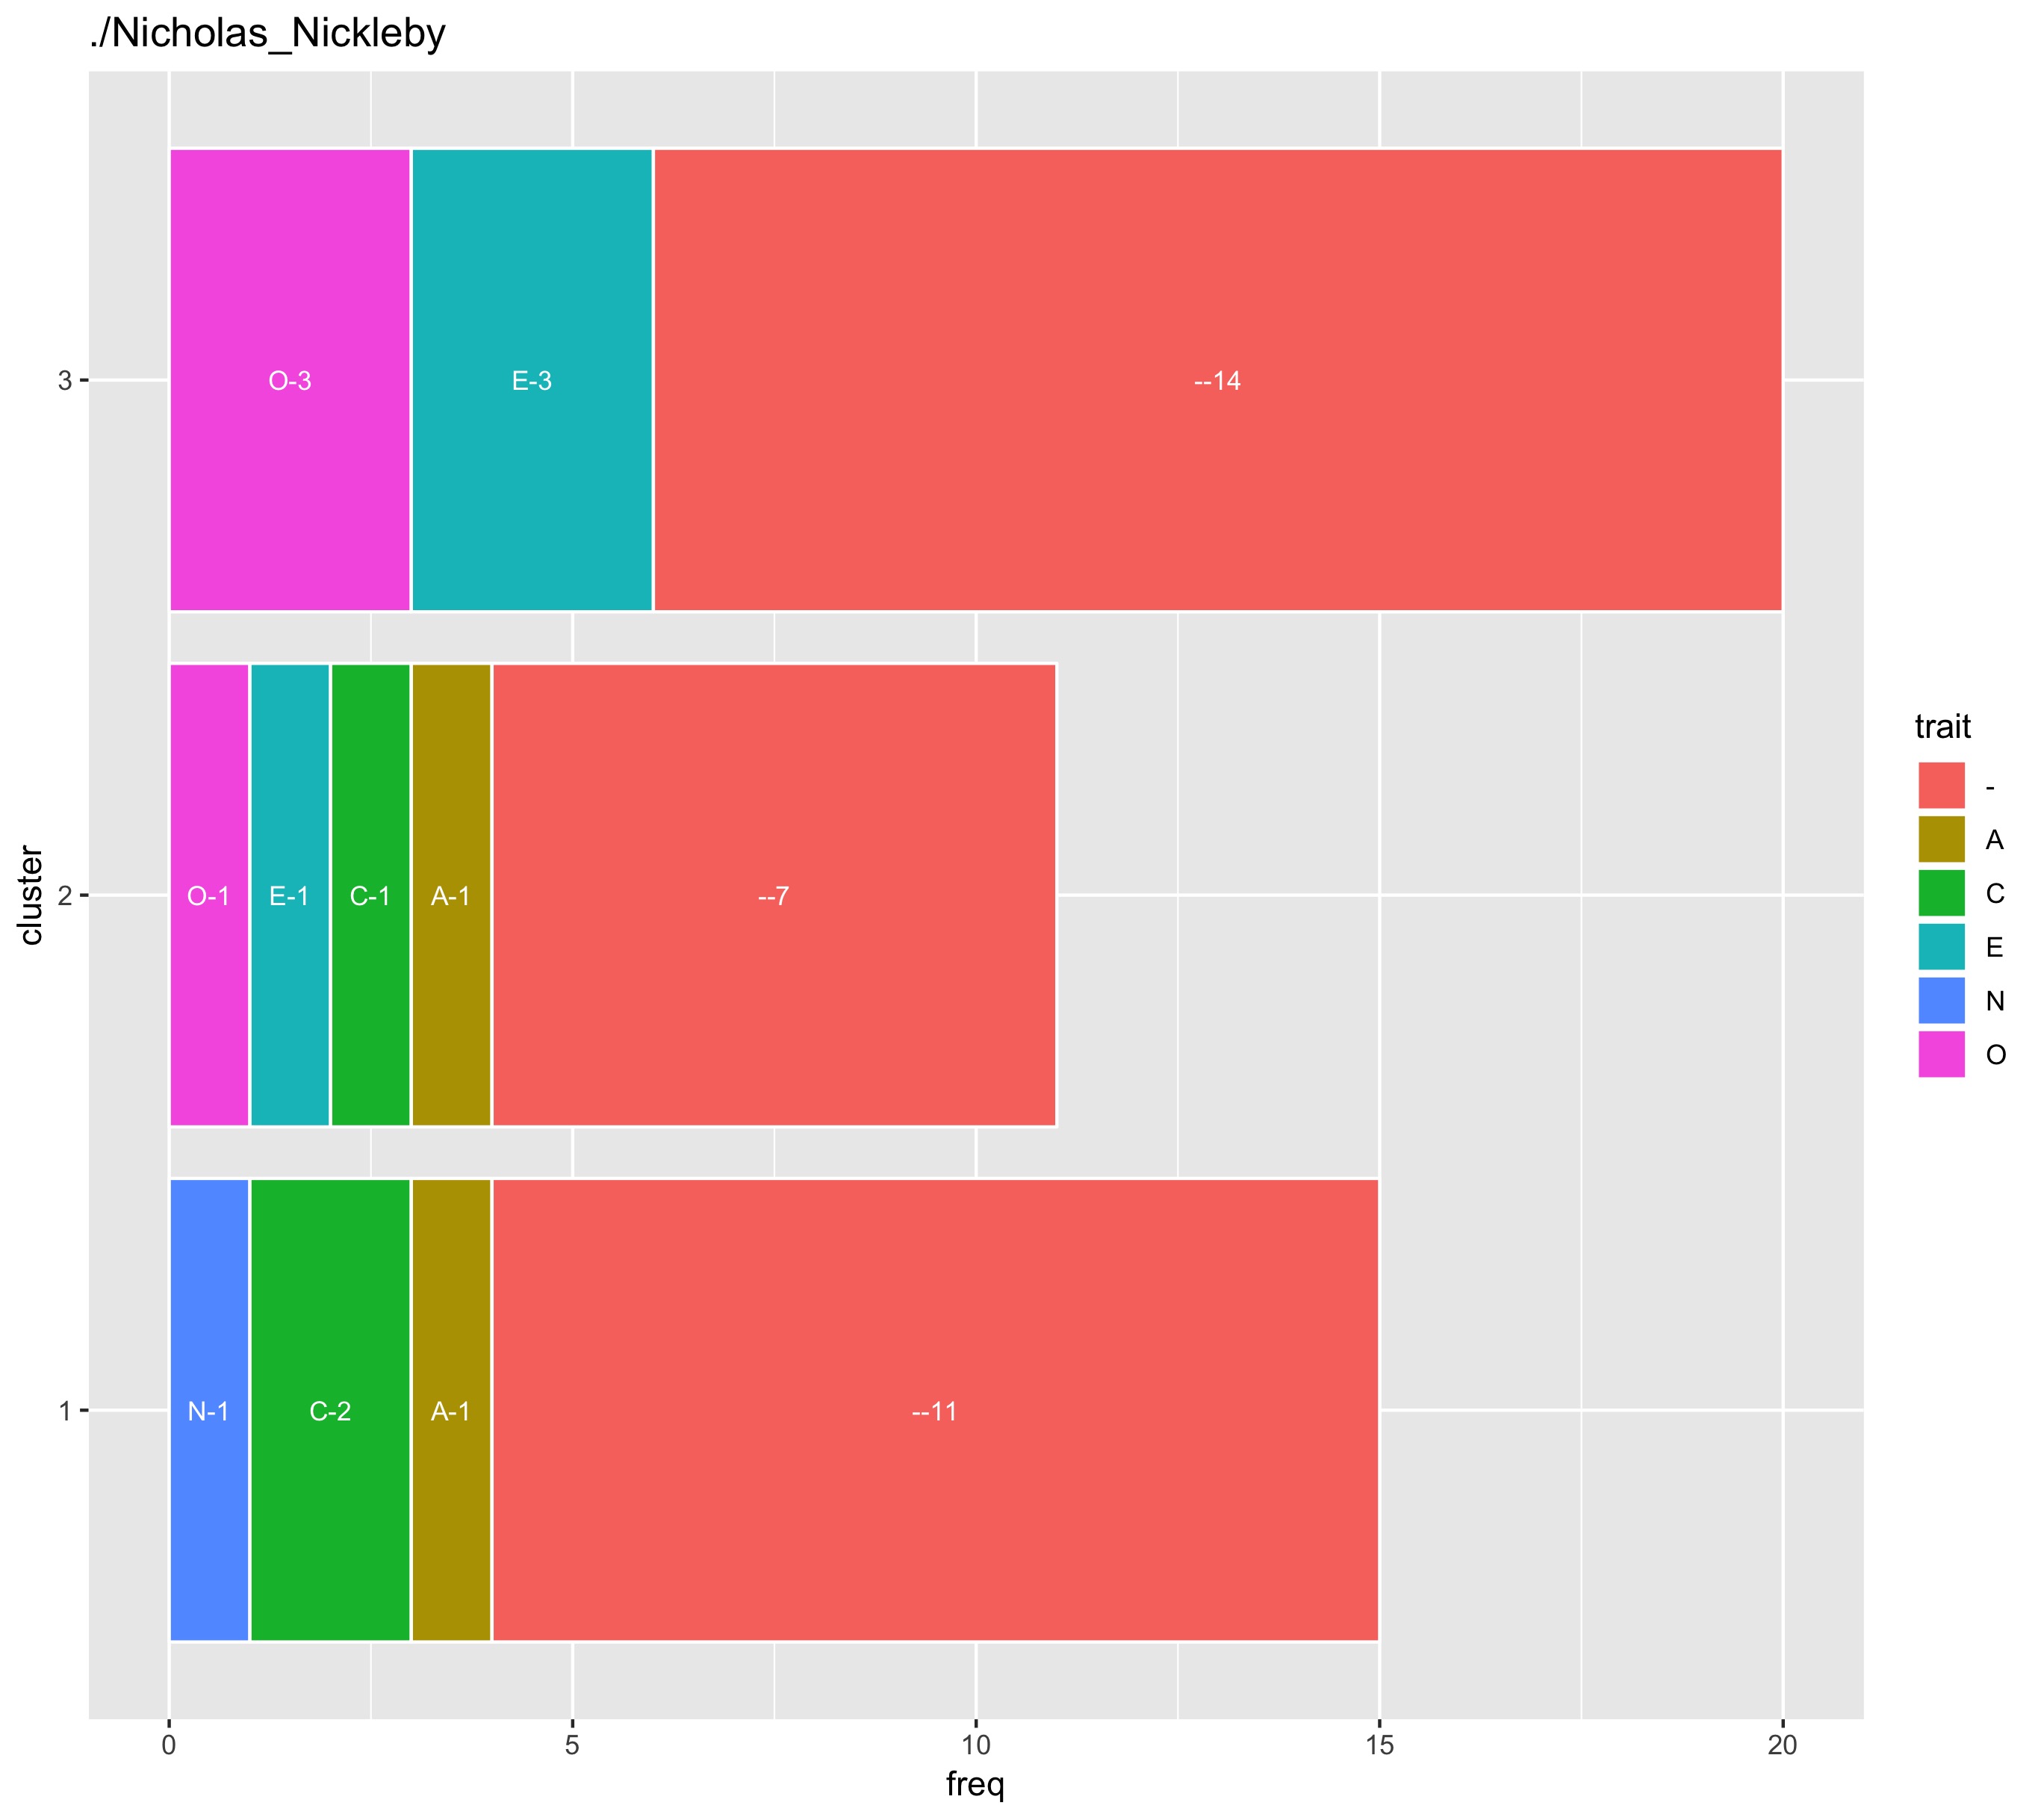 ./Nicholas_Nickleby
cluster
3
O-3 E-3 --14
2
O-1 E-1 C-1 A-1 --7
1
N-1 C-2 A-1 --11
0 5 10 15 20
freq
trait
-
A
C
E
N
O